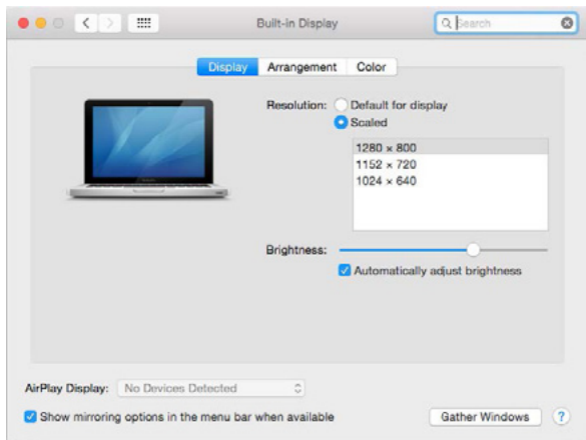 Built-in Display
Search
Display Arrangement Color
Resolution: Default for display
Scaled
1280 × 800
1152 × 720
1024 × 640
Brightness:
Automatically adjust brightness
AirPlay Display: No Devices Detected
Show mirroring options in the menu bar when available
Gather Windows ?